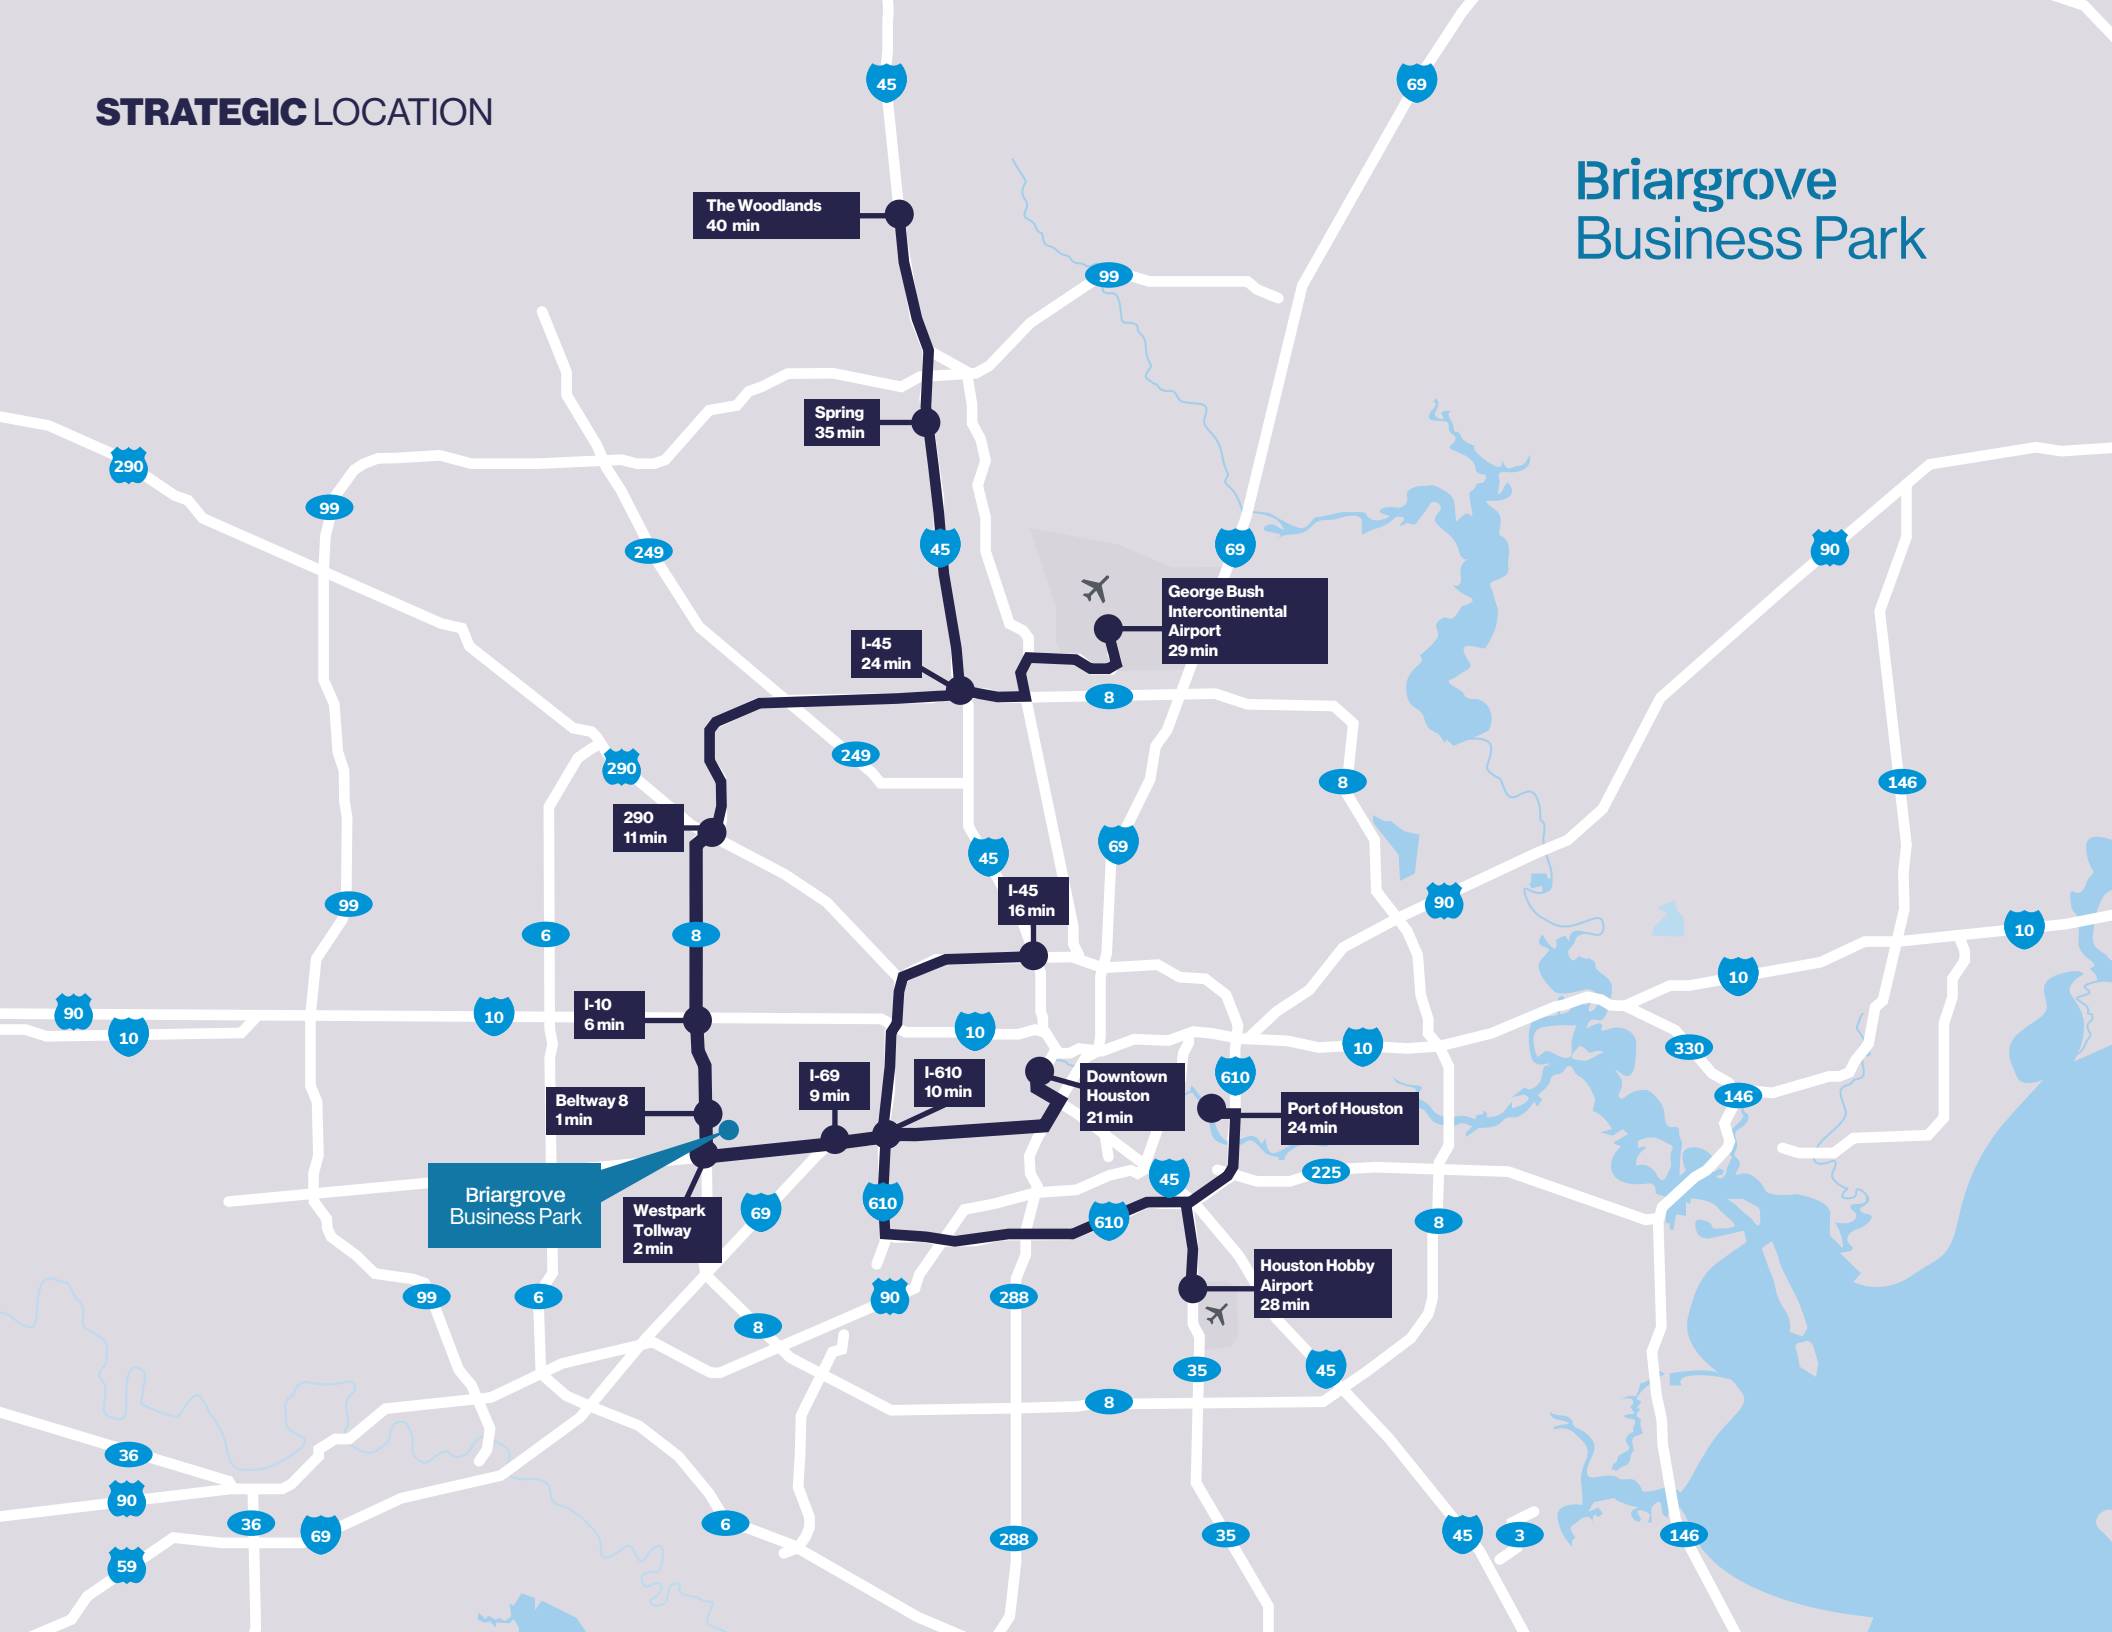 STRATEGIC LOCATION
Briargrove
Business Park
45
69
The Woodlands
40 min
99
Spring
35 min
290
99
249
45
69
90
George Bush
Intercontinental
Airport
29 min
I-45
24 min
8
249
290
8
146
290
11 min
45
69
I-45
16 min
90
99
6
8
10
10
90
10
10
I-10
6 min
10
10
330
I-69
9 min
I-610
10 min
Downtown
Houston
21 min
610
146
Beltway 8
1 min
Port of Houston
24 min
45
225
Briargrove
Business Park
Westpark
Tollway
2 min
69
610
610
8
Houston Hobby
Airport
28 min
99
6
90
288
8
35
45
8
36
90
36
69
6
288
35
45
3
146
59